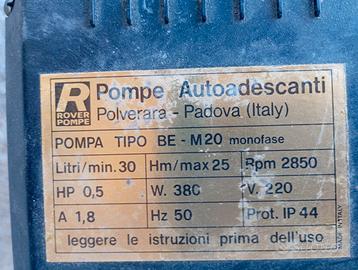 R
ROVER
POMPE
Pompe Autoadescanti
Polverara - Padova (Italy)
POMPA TIPO BE - M20 monofase
Litri/min. 30 Hm/max 25 Rpm 2850
HP 0,5 W. 380 V. 220
A 1,8 Hz 50 Prot. IP 44
leggere le istruzioni prima dell'uso
MADE IN ITALY